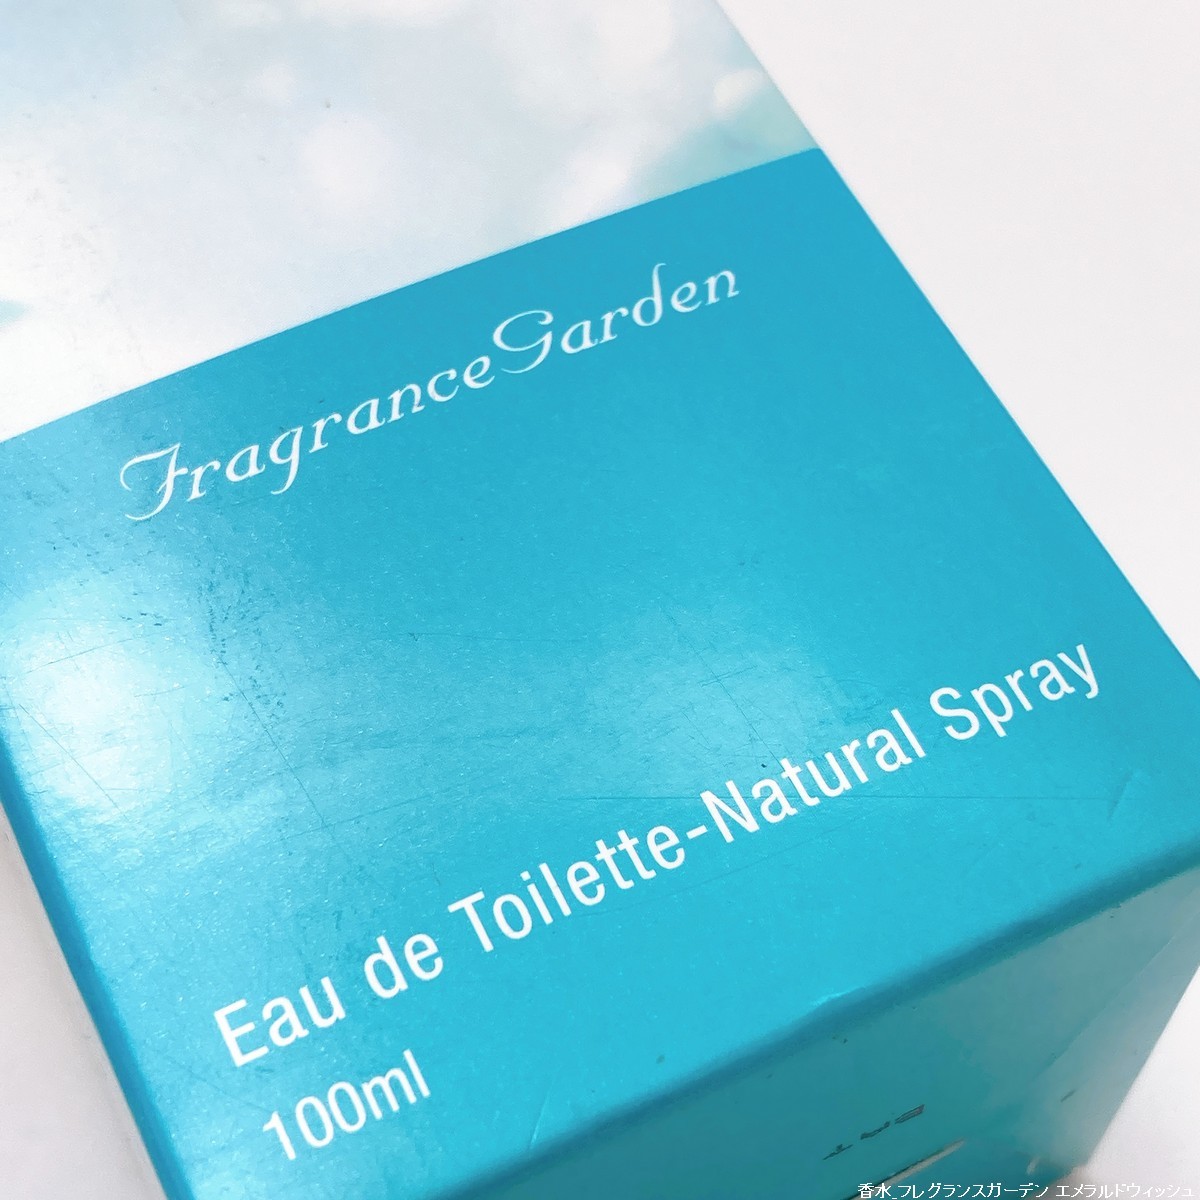 FragranceGarden
Eau de Toilette-Natural Spray
100ml
香水_フレグランスガーデン エメラルドウィッシュ